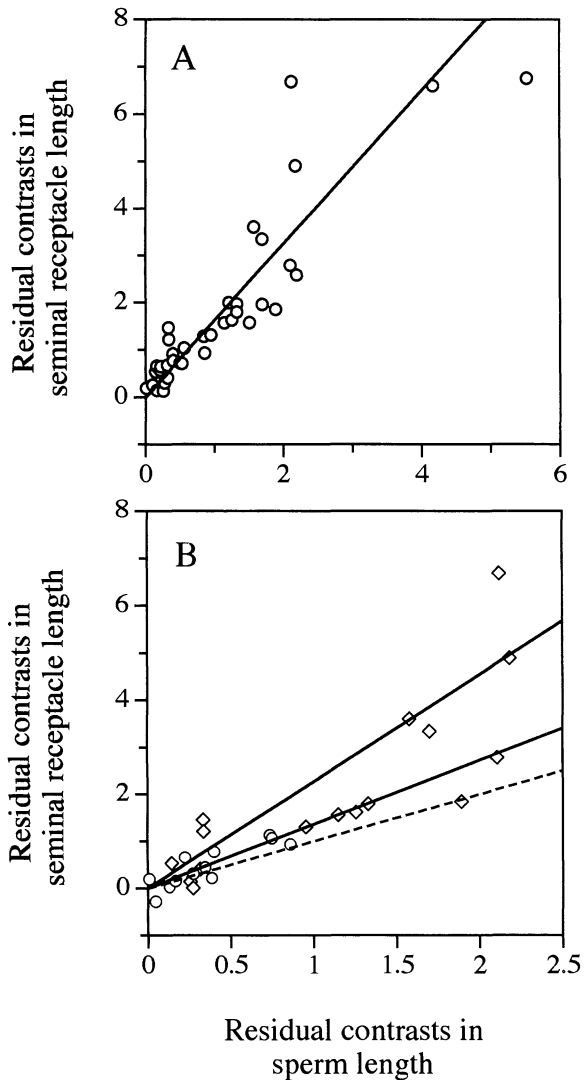 A
Residual contrasts in
seminal receptacle length
8
6
4
2
0
0 2 4 6
B
Residual contrasts in
seminal receptacle length
8
6
4
2
0
0 0.5 1 1.5 2 2.5
Residual contrasts in
sperm length